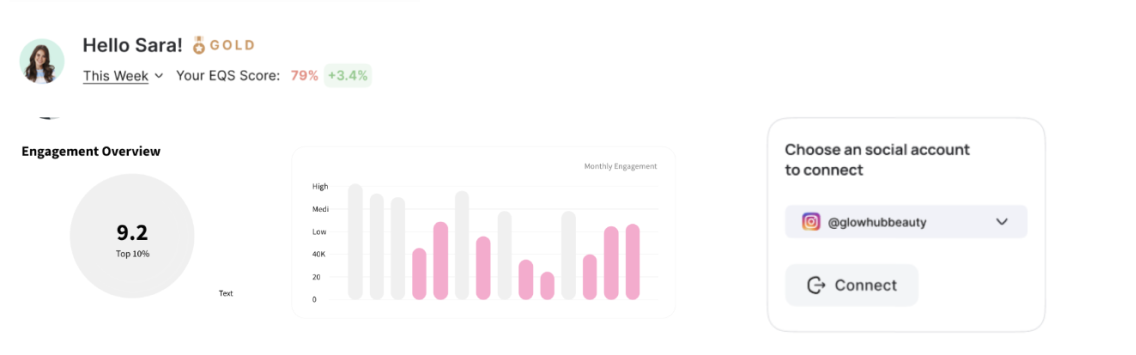 Hello Sara! GOLD
This Week Your EQS Score: 79% +3.4%
Engagement Overview
9.2
Top 10%
Text
Monthly Engagement
High
Medi
Low
40K
20
0
Choose an social account
to connect
@glowhubbeauty
Connect